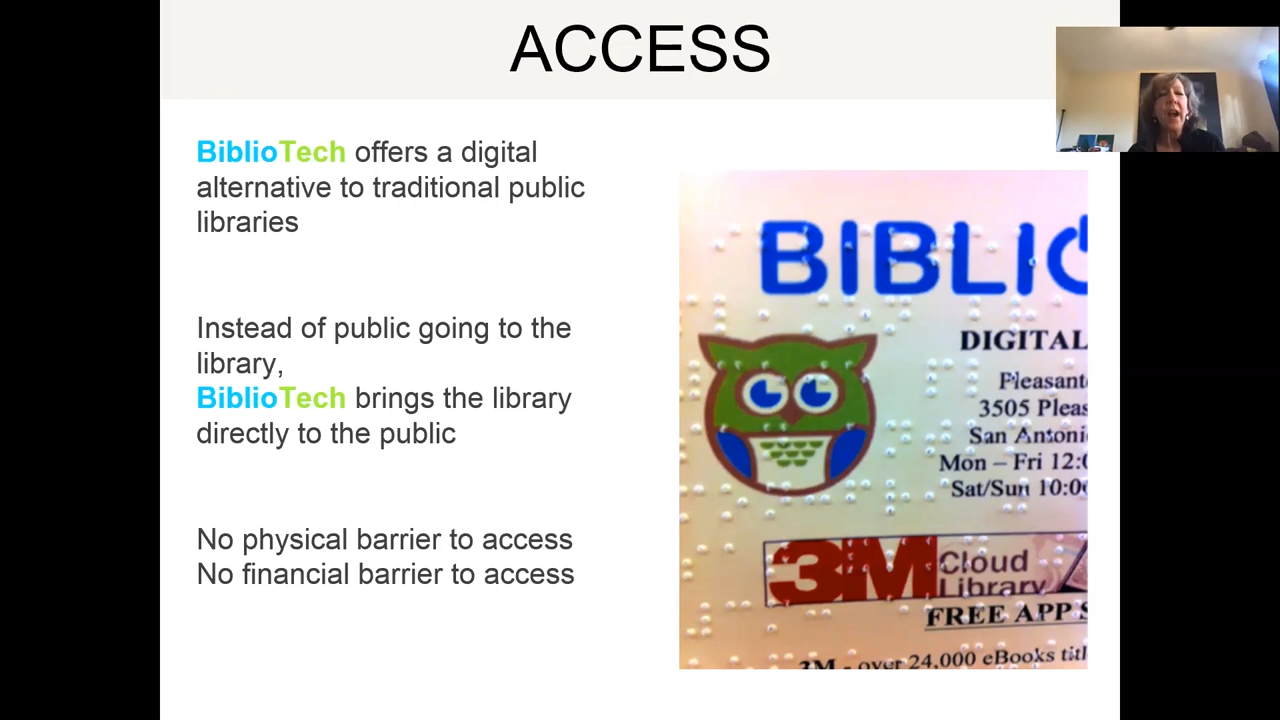 ACCESS
BiblioTech offers a digital
alternative to traditional public
libraries
Instead of public going to the
library,
BiblioTech brings the library
directly to the public
No physical barrier to access
No financial barrier to access
BIBLIO
DIGITAL
Pleasant
3505 Pleas
San Antoni
Mon – Fri 12:0
Sat/Sun 10:00
3M Cloud
Library
FREE APP S
3M - over 24,000 eBooks titl